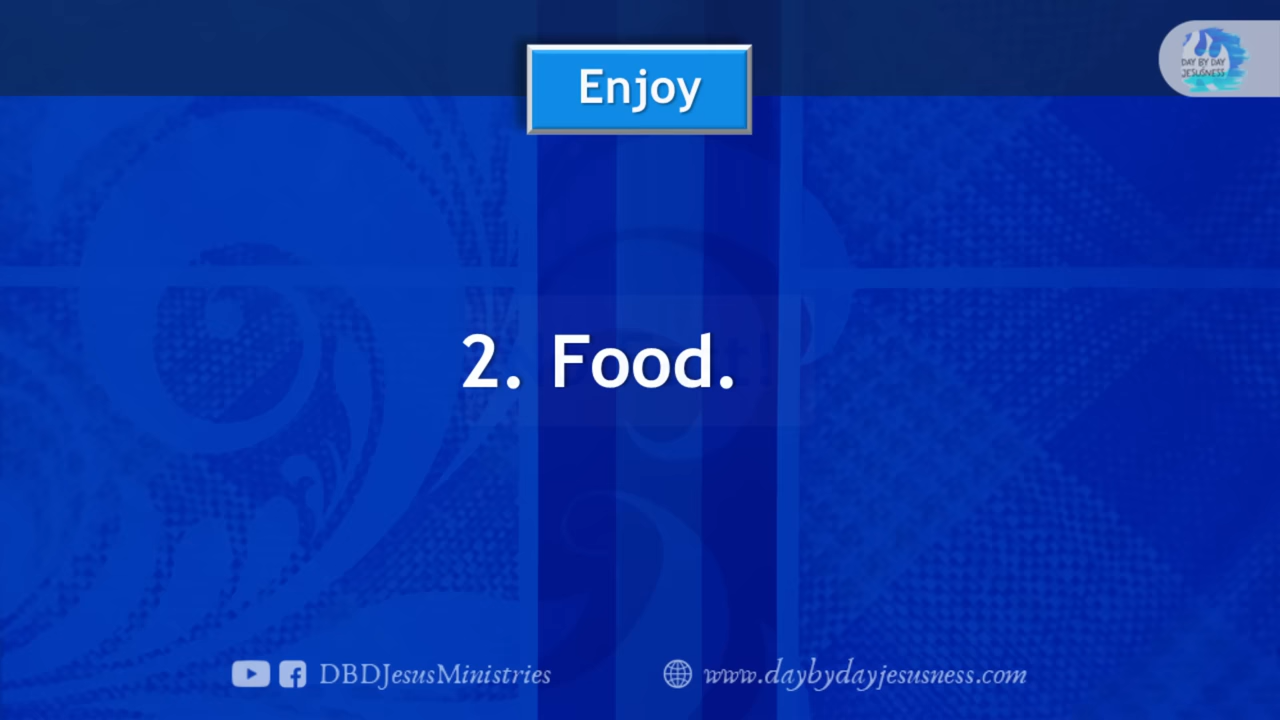 Enjoy
DAY BY DAY
JESUSNESS
2. Food.
DBDJesusMinistries
www.daybydayjesusness.com